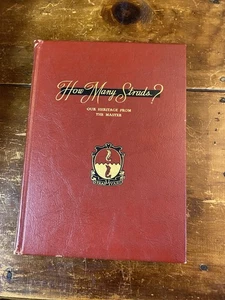 How Many Strads?
OUR HERITAGE FROM
THE MASTER